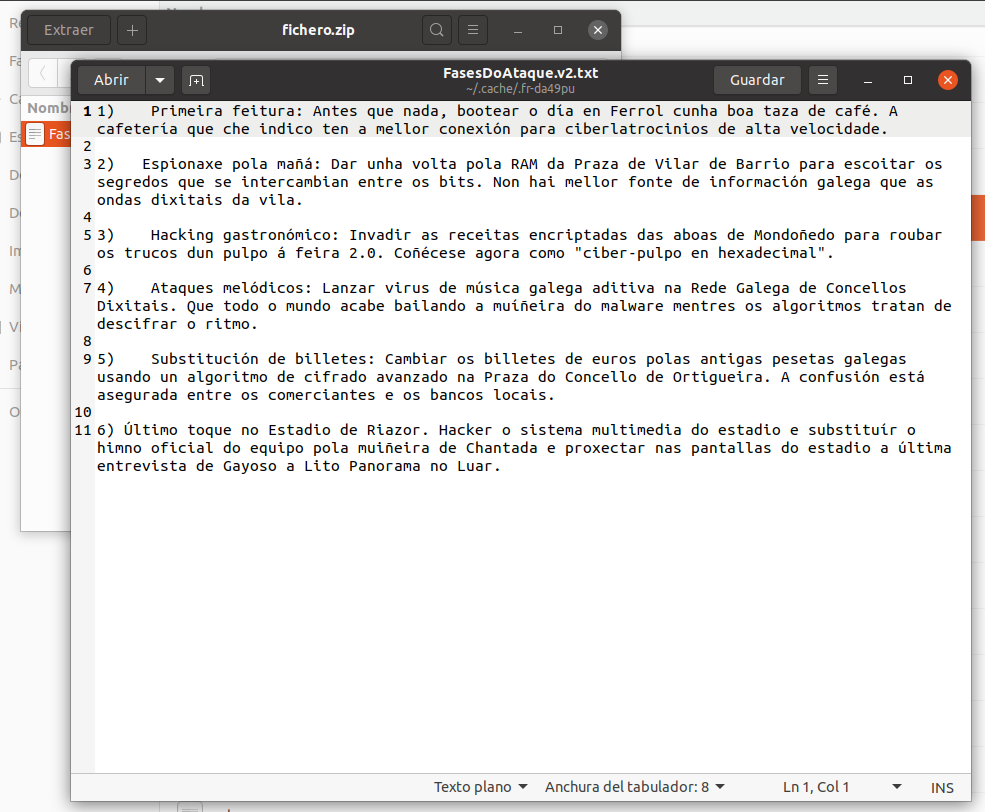 Extraer
fichero.zip
Nomb
Fas
Abrir
FasesDoAtaque.v2.txt
~/.cache/.fr-da49pu
Guardar
1 1)    Primeira feitura: Antes que nada, bootear o día en Ferrol cunha boa taza de café. A
cafetería que che indico ten a mellor conexión para ciberlatrocinios de alta velocidade.
2
3 2)   Espionaxe pola mañá: Dar unha volta pola RAM da Praza de Vilar de Barrio para escoitar os
segredos que se intercambian entre os bits. Non hai mellor fonte de información galega que as
ondas dixitais da vila.
4
5 3)    Hacking gastronómico: Invadir as receitas encriptadas das aboas de Mondoñedo para roubar
os trucos dun pulpo á feira 2.0. Coñécese agora como "ciber-pulpo en hexadecimal".
6
7 4)    Ataques melódicos: Lanzar virus de música galega aditiva na Rede Galega de Concellos
Dixitais. Que todo o mundo acabe bailando a muíñeira do malware mentres os algoritmos tratan de
descifrar o ritmo.
8
9 5)    Substitución de billetes: Cambiar os billetes de euros polas antigas pesetas galegas
usando un algoritmo de cifrado avanzado na Praza do Concello de Ortigueira. A confusión está
asegurada entre os comerciantes e os bancos locais.
10
11 6) Último toque no Estadio de Riazor. Hacker o sistema multimedia do estadio e substituír o
himno oficial do equipo pola muiñeira de Chantada e proxectar nas pantallas do estadio a última
entrevista de Gayoso a Lito Panorama no Luar.
Texto plano
Anchura del tabulador: 8
Ln 1, Col 1
INS